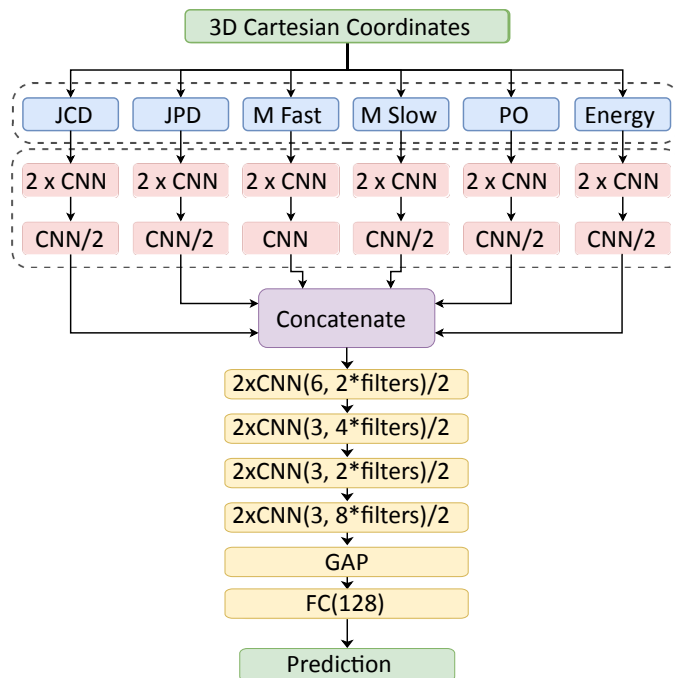 3D Cartesian Coordinates
JCD JPD M Fast M Slow PO Energy
2 x CNN 2 x CNN 2 x CNN 2 x CNN 2 x CNN 2 x CNN
CNN/2 CNN/2 CNN CNN/2 CNN/2 CNN/2
Concatenate
2xCNN(6, 2*filters)/2
2xCNN(3, 4*filters)/2
2xCNN(3, 2*filters)/2
2xCNN(3, 8*filters)/2
GAP
FC(128)
Prediction